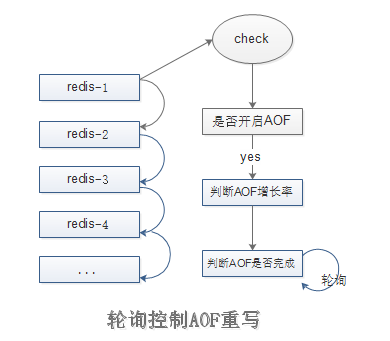 check
redis-1
redis-2
redis-3
redis-4
...
是否开启AOF
yes
判断AOF增长率
判断AOF是否完成
轮询
轮询控制AOF重写